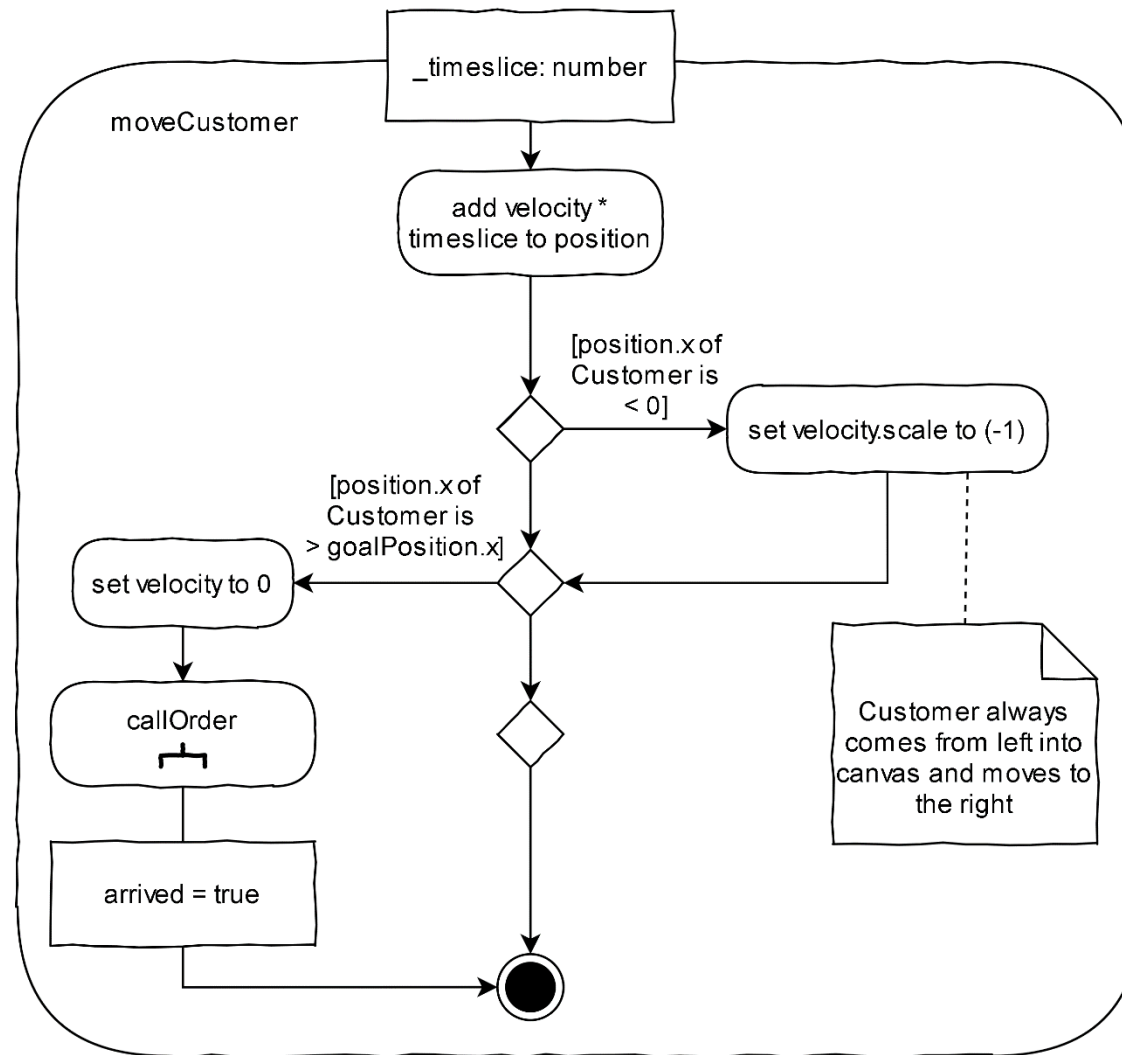 _timeslice: number
moveCustomer
add velocity *
timeslice to position
[position.x of
Customer is
< 0]
set velocity.scale to (-1)
[position.x of
Customer is
> goalPosition.x]
set velocity to 0
callOrder
Customer always
comes from left into
canvas and moves to
the right
arrived = true